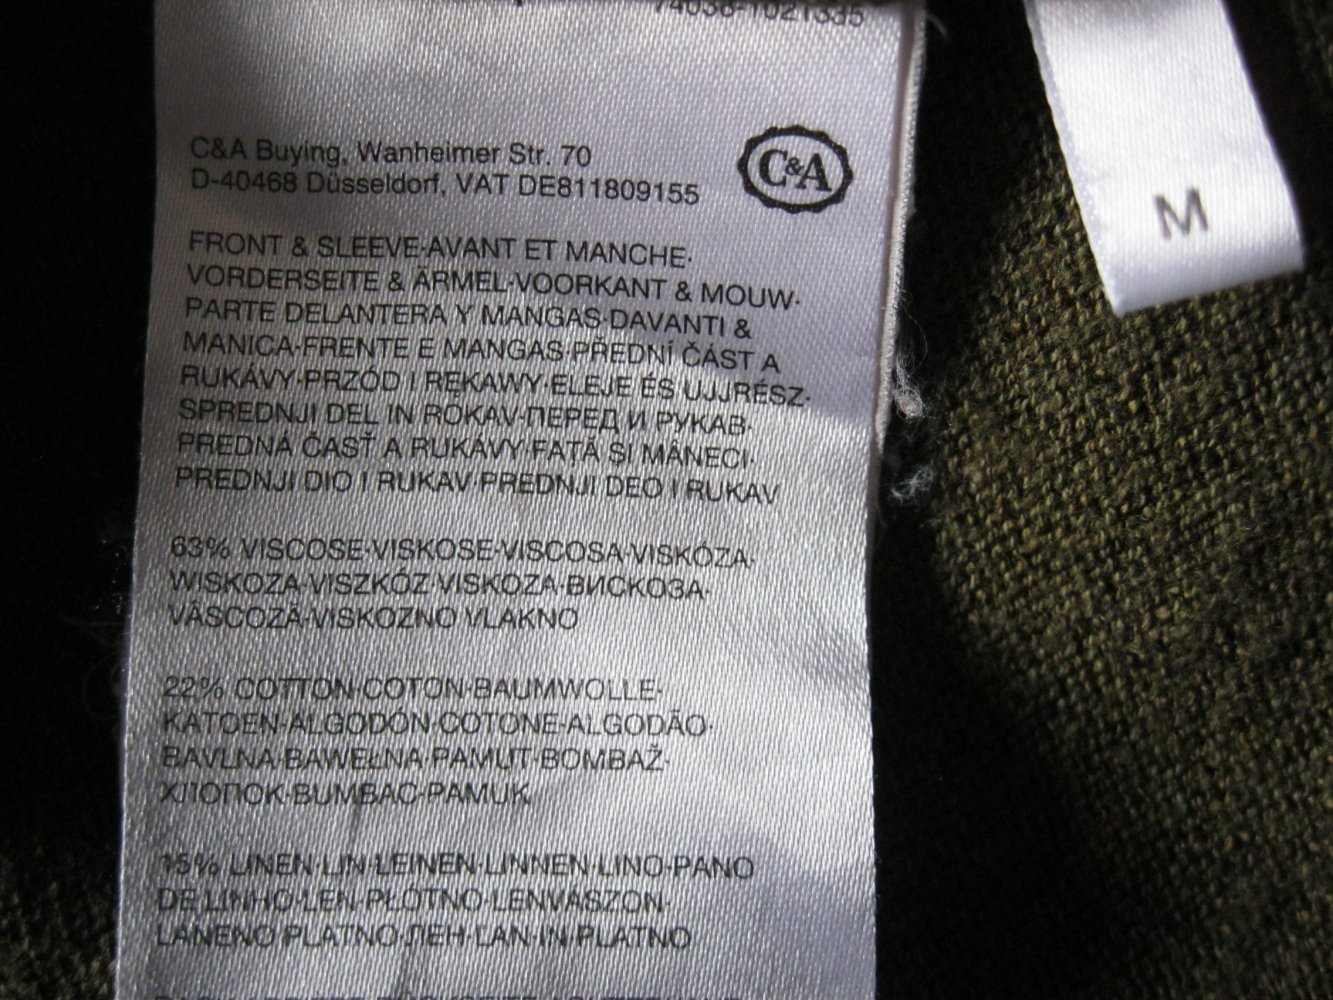 74038-1021335
C&A Buying, Wanheimer Str. 70
D-40468 Düsseldorf, VAT DE811809155
C&A
M
FRONT & SLEEVE·AVANT ET MANCHE·
VORDERSEITE & ÄRMEL·VOORKANT & MOUW·
PARTE DELANTERA Y MANGAS·DAVANTI &
MANICA·FRENTE E MANGAS·PŘEDNÍ ČÁST A
RUKÁVY·PRZÓD I RĘKAWY·ELEJE ÉS UJJRÉSZ·
SPREDNJI DEL IN ROKAV·ПЕРЕД И РУКАВ·
PREDNÁ ČASŤ A RUKÁVY·FAȚĂ ȘI MÂNECI·
PREDNJI DIO I RUKAV·PREDNJI DEO I RUKAV
63% VISCOSE·VISKOSE·VISCOSA·VISKÓZA·
WISKOZA·VISZKÓZ·VISKOZA·ВИСКОЗА·
VÂSCOZĂ·VISKOZNO VLAKNO
22% COTTON·COTON·BAUMWOLLE·
KATOEN·ALGODÓN·COTONE·ALGODÃO·
BAVLNA·BAWEŁNA·PAMUT·BOMBAŽ·
ХЛОПОК·BUMBAC·PAMUK
15% LINEN·LIN·LEINEN·LINNEN·LINO·PANO
DE LINHO·LEN·PŁÓTNO·LENVÁSZON·
LANENO PLATNO·ЛЕН·ĽAN·IN·PLATNO